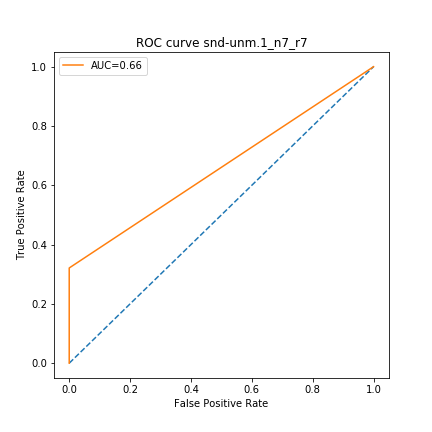 ROC curve snd-unm.1_n7_r7
AUC=0.66
True Positive Rate
1.0
0.8
0.6
0.4
0.2
0.0
0.0 0.2 0.4 0.6 0.8 1.0
False Positive Rate